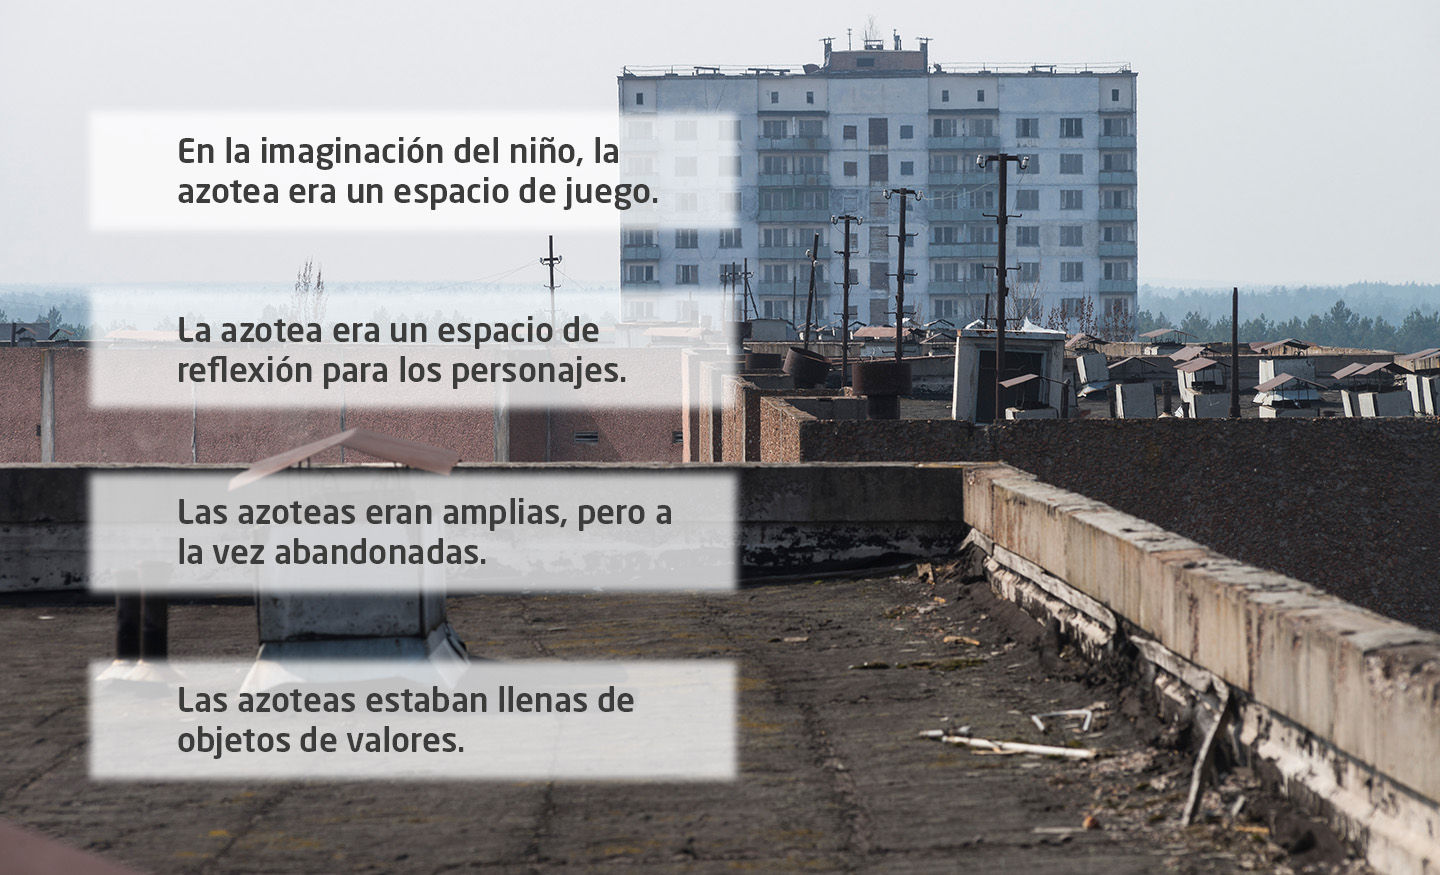 En la imaginación del niño, la
azotea era un espacio de juego.
La azotea era un espacio de
reflexión para los personajes.
Las azoteas eran amplias, pero a
la vez abandonadas.
Las azoteas estaban llenas de
objetos de valores.